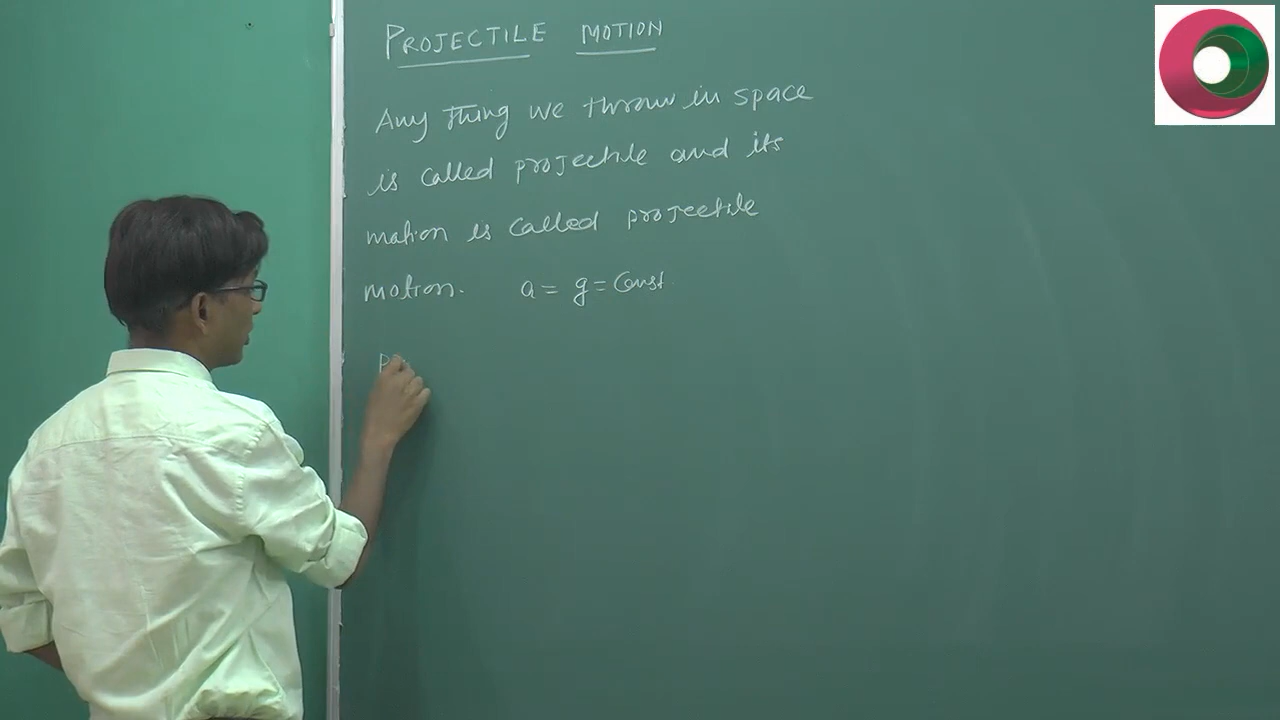 PROJECTILE MOTION
Any thing we throw in space
is called projectile and its
motion is called projectile
motion. a = g = Const.